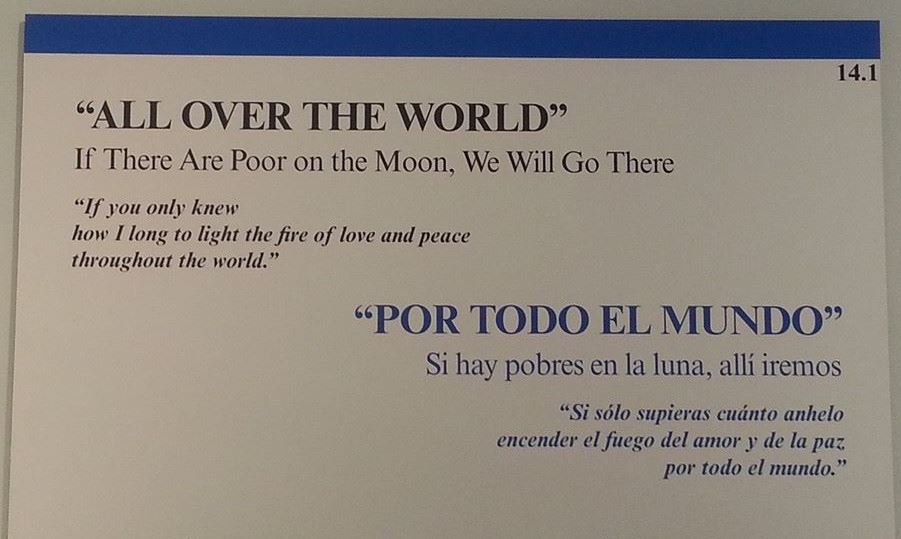 14.1
“ALL OVER THE WORLD”
If There Are Poor on the Moon, We Will Go There
“If you only knew
how I long to light the fire of love and peace
throughout the world.”
“POR TODO EL MUNDO”
Si hay pobres en la luna, allí iremos
“Si sólo supieras cuánto anhelo
encender el fuego del amor y de la paz
por todo el mundo.”